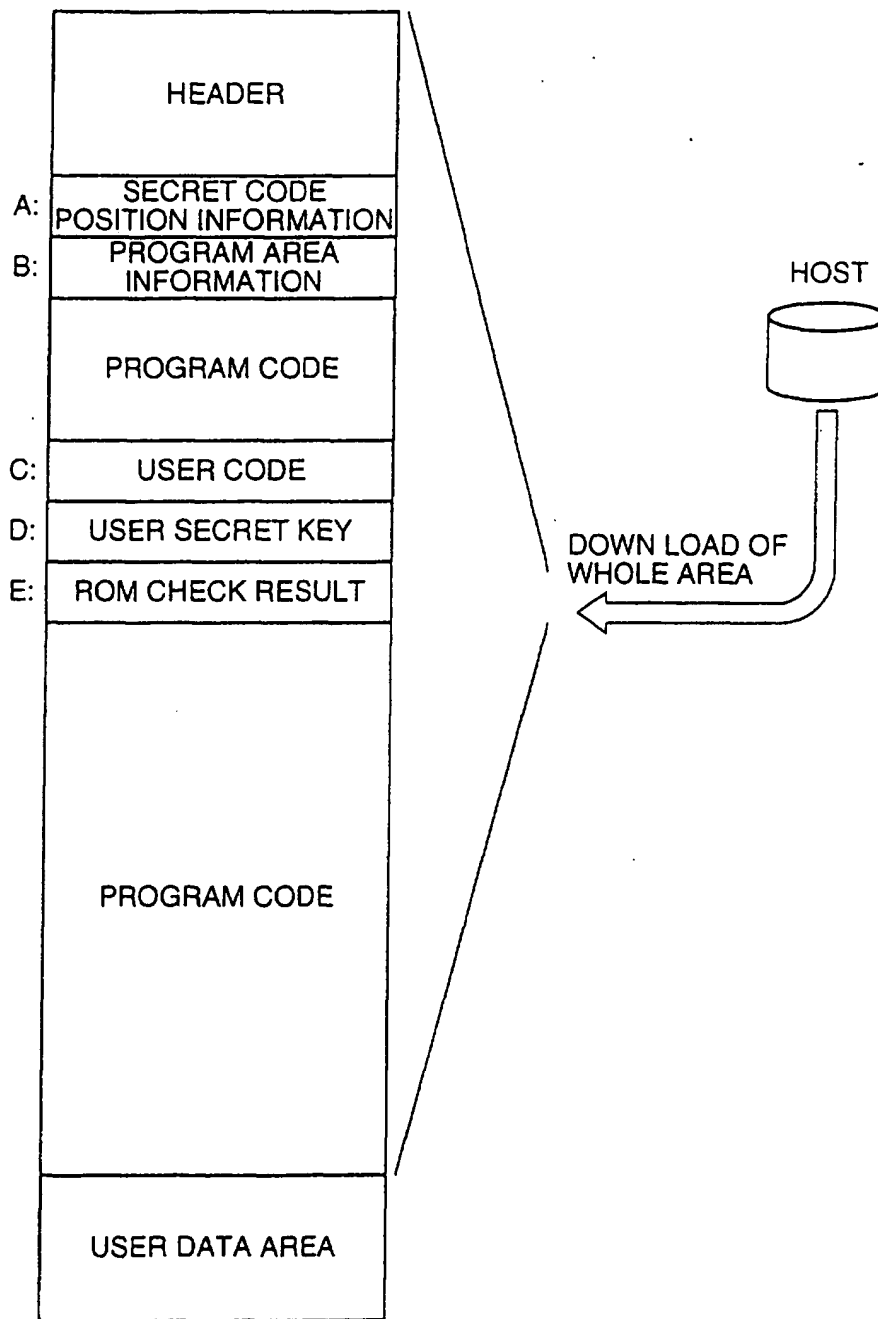 HEADER
A:
SECRET CODE
POSITION INFORMATION
B:
PROGRAM AREA
INFORMATION
PROGRAM CODE
C:
USER CODE
D:
USER SECRET KEY
E:
ROM CHECK RESULT
PROGRAM CODE
USER DATA AREA
HOST
DOWN LOAD OF
WHOLE AREA